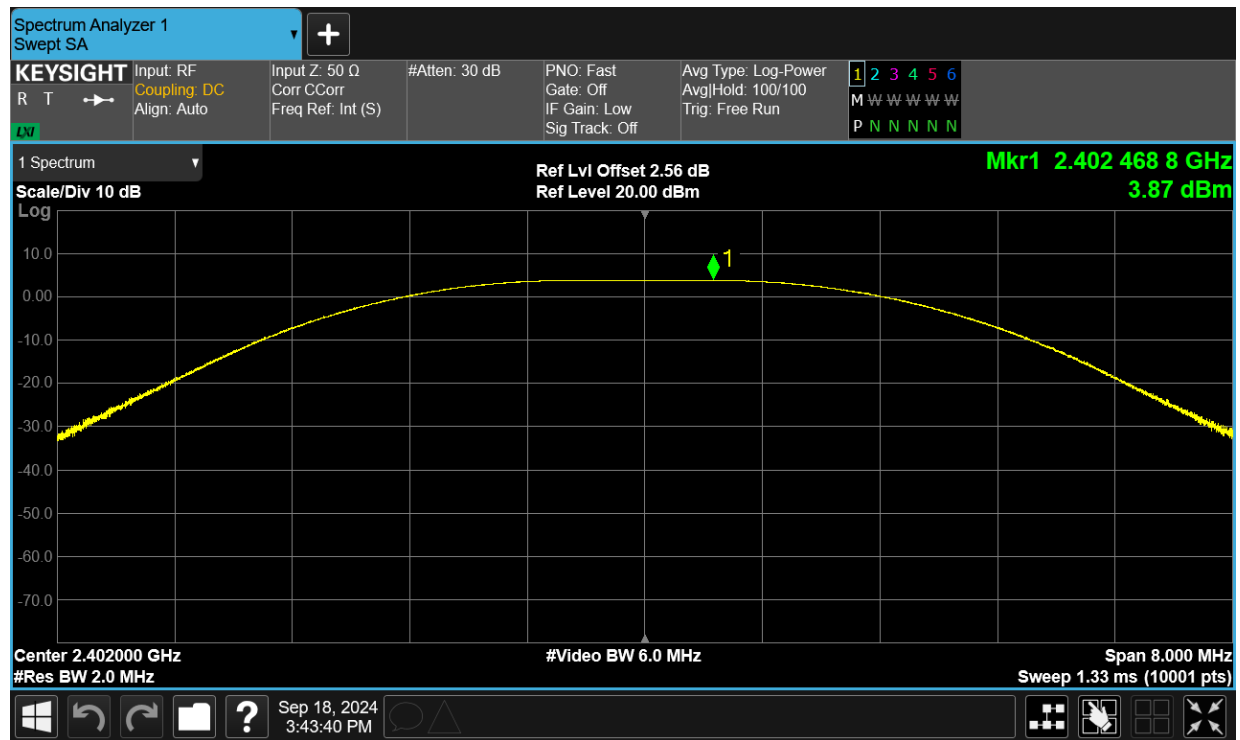 Spectrum Analyzer 1
Swept SA
KEYSIGHT
R T
LXI
Input: RF
Coupling: DC
Align: Auto
Input Z: 50 Ω
Corr CCorr
Freq Ref: Int (S)
#Atten: 30 dB
PNO: Fast
Gate: Off
IF Gain: Low
Sig Track: Off
Avg Type: Log-Power
Avg|Hold: 100/100
Trig: Free Run
1 2 3 4 5 6
M W W W W W W
P N N N N N N
1 Spectrum
Scale/Div 10 dB
Ref Lvl Offset 2.56 dB
Ref Level 20.00 dBm
Mkr1 2.402 468 8 GHz
3.87 dBm
Log
10.0
0.00
-10.0
-20.0
-30.0
-40.0
-50.0
-60.0
-70.0
1
Center 2.402000 GHz
#Res BW 2.0 MHz
#Video BW 6.0 MHz
Span 8.000 MHz
Sweep 1.33 ms (10001 pts)
?
Sep 18, 2024
3:43:40 PM